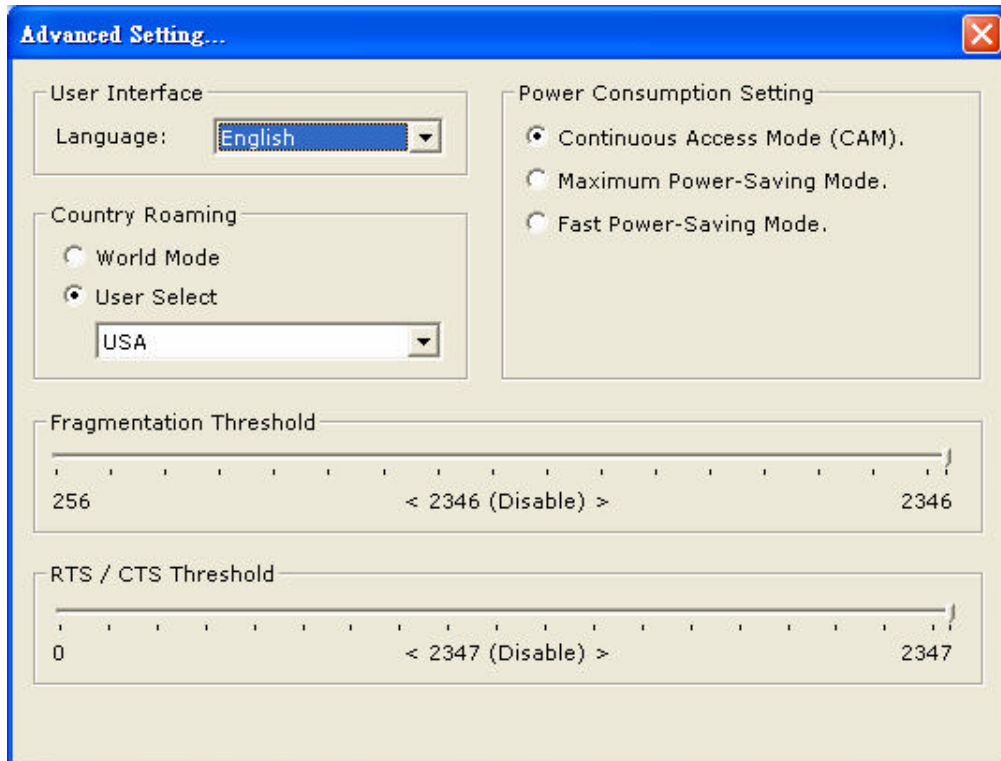 Advanced Setting...
User Interface
Language:
English
Country Roaming
World Mode
User Select
USA
Power Consumption Setting
Continuous Access Mode (CAM).
Maximum Power-Saving Mode.
Fast Power-Saving Mode.
Fragmentation Threshold
256 < 2346 (Disable) > 2346
RTS / CTS Threshold
0 < 2347 (Disable) > 2347